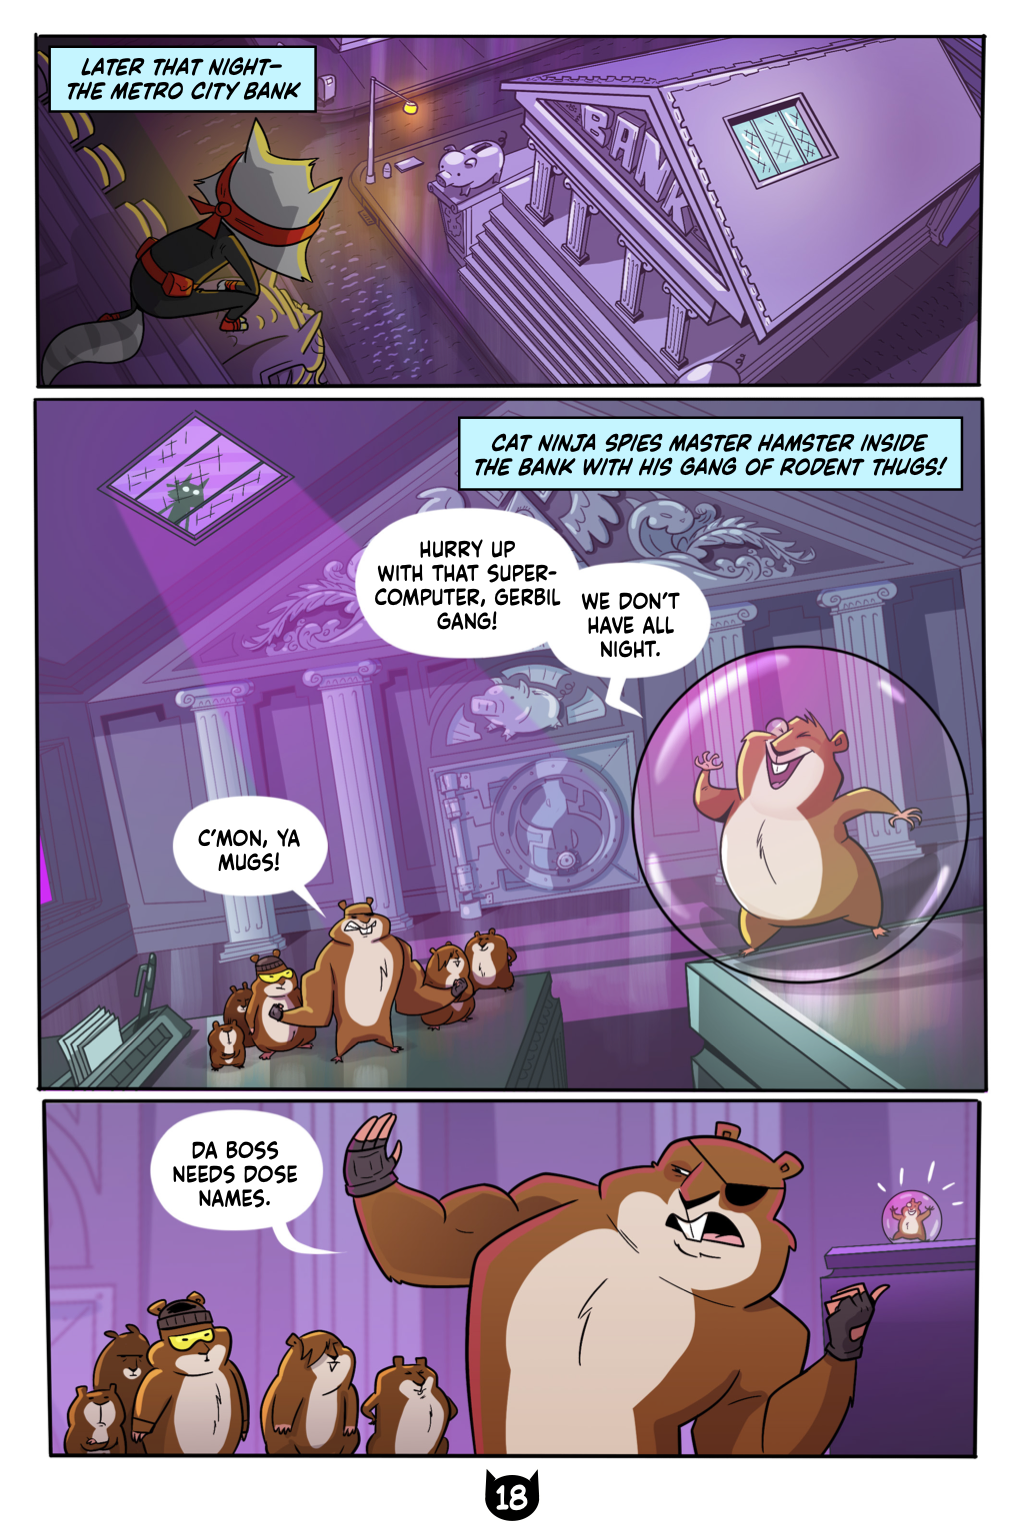 LATER THAT NIGHT–
THE METRO CITY BANK
BANK
CAT NINJA SPIES MASTER HAMSTER INSIDE
THE BANK WITH HIS GANG OF RODENT THUGS!
HURRY UP
WITH THAT SUPER-
COMPUTER, GERBIL
GANG!
WE DON'T
HAVE ALL
NIGHT.
C'MON, YA
MUGS!
DA BOSS
NEEDS DOSE
NAMES.
18